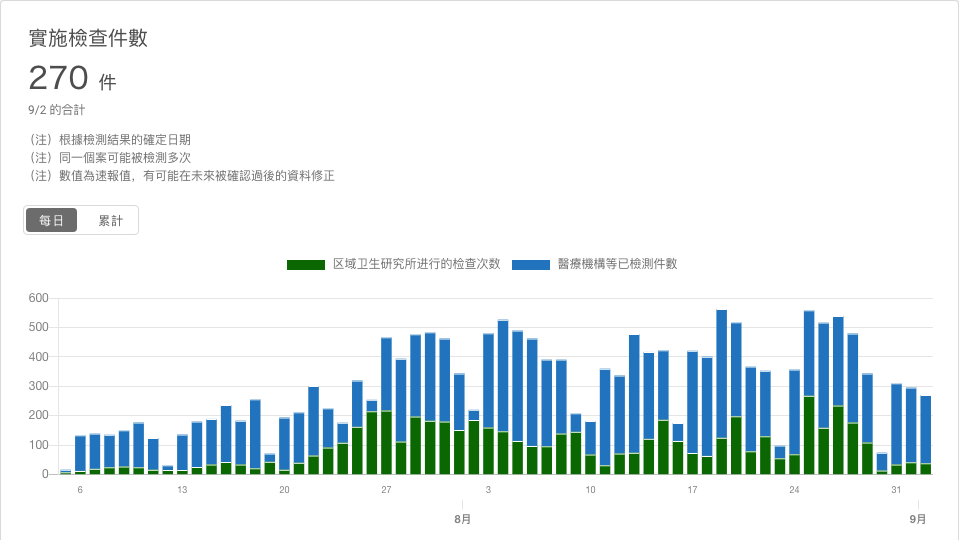 實施檢查件數
270 件
9/2 的合計
（注）根據檢測結果的確定日期
（注）同一個案可能被檢測多次
（注）數值為速報值，有可能在未來被確認過後的資料修正
每日 累計
区域卫生研究所进行的检查次数 醫療機構等已檢測件數
600
500
400
300
200
100
0
6 13 20 27 3 10 17 24 31
8月 9月